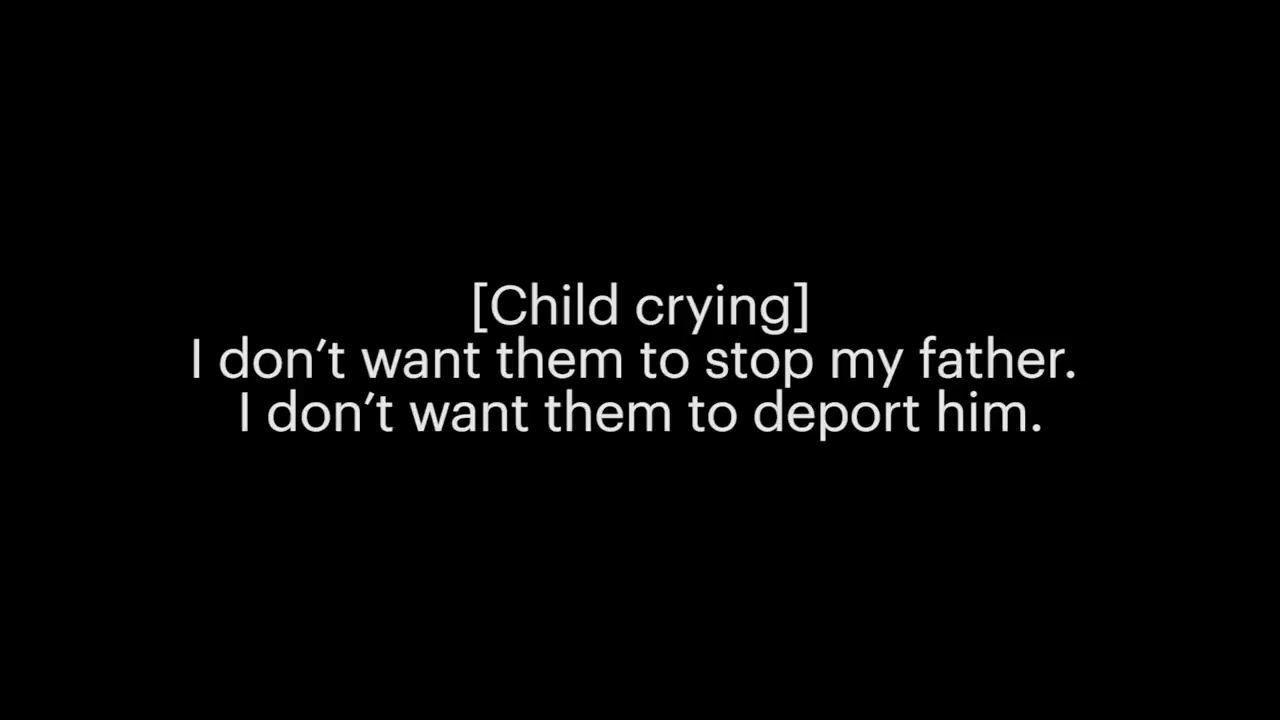 [Child crying]
I don’t want them to stop my father.
I don’t want them to deport him.